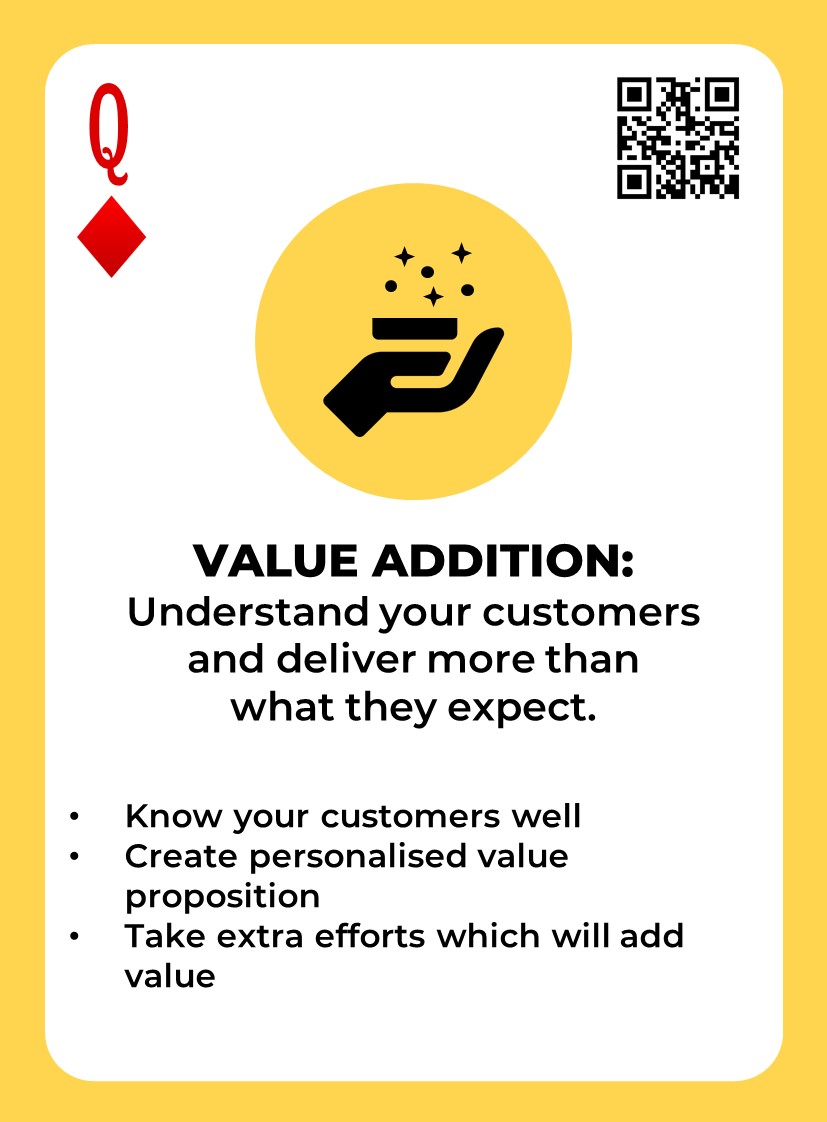 Q
VALUE ADDITION:
Understand your customers
and deliver more than
what they expect.
• Know your customers well
• Create personalised value
proposition
• Take extra efforts which will add
value